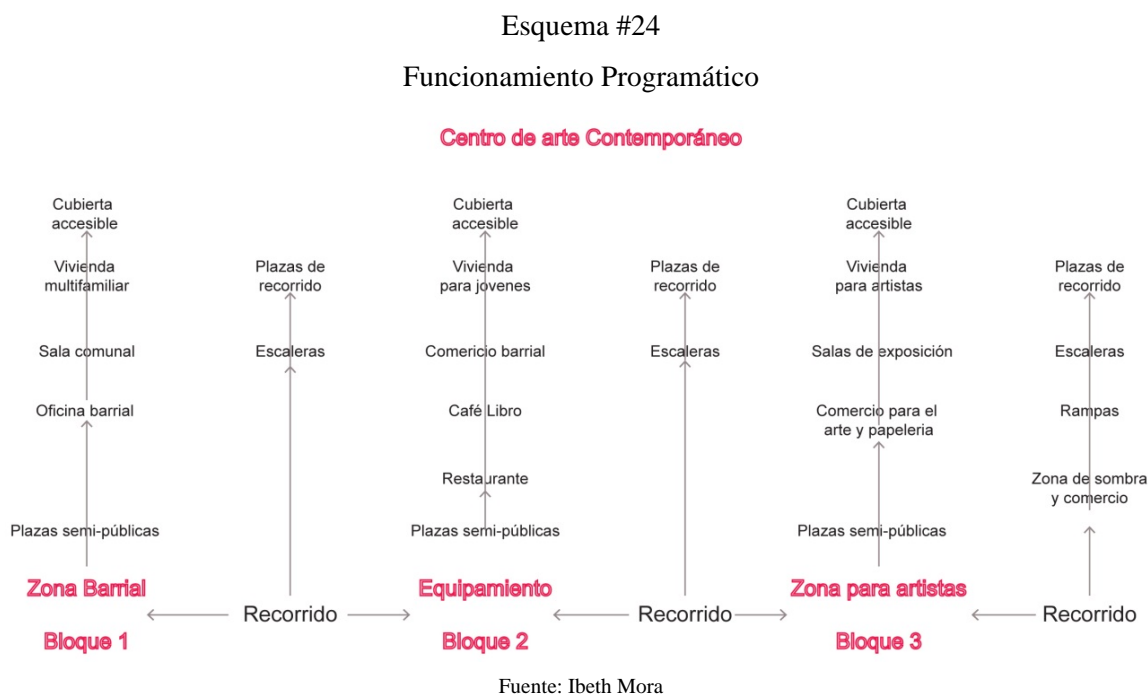 Esquema #24
Funcionamiento Programático
Centro de arte Contemporáneo
Cubierta
accesible
Vivienda
multifamiliar
Sala comunal
Oficina barrial
Plazas semi-públicas
Zona Barrial
Bloque 1
Plazas de
recorrido
Escaleras
Recorrido
Cubierta
accesible
Vivienda
para jovenes
Comericio barrial
Café Libro
Restaurante
Plazas semi-públicas
Equipamiento
Bloque 2
Plazas de
recorrido
Escaleras
Recorrido
Cubierta
accesible
Vivienda
para artistas
Salas de exposición
Comercio para el
arte y papeleria
Plazas semi-públicas
Zona para artistas
Bloque 3
Plazas de
recorrido
Escaleras
Rampas
Zona de sombra
y comercio
Recorrido
Fuente: Ibeth Mora